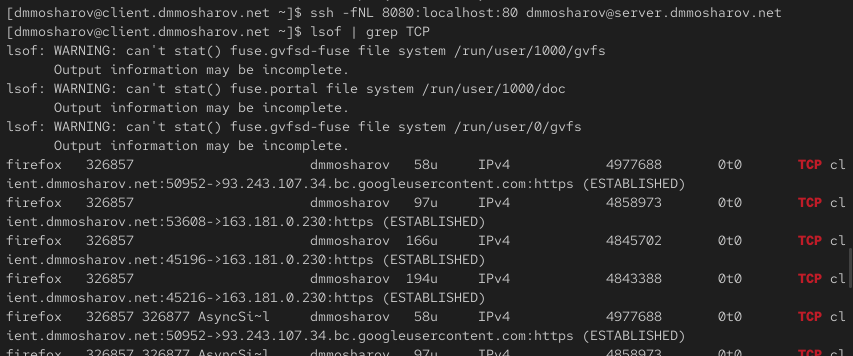 [dmmosharov@client.dmmosharov.net ~]$ ssh -fNL 8080:localhost:80 dmmosharov@server.dmmosharov.net
[dmmosharov@client.dmmosharov.net ~]$ lsof | grep TCP
lsof: WARNING: can't stat() fuse.gvfsd-fuse file system /run/user/1000/gvfs
      Output information may be incomplete.
lsof: WARNING: can't stat() fuse.portal file system /run/user/1000/doc
      Output information may be incomplete.
lsof: WARNING: can't stat() fuse.gvfsd-fuse file system /run/user/0/gvfs
      Output information may be incomplete.
firefox   326857                      dmmosharov   58u     IPv4            4977688       0t0       TCP cl
ient.dmmosharov.net:50952->93.243.107.34.bc.googleusercontent.com:https (ESTABLISHED)
firefox   326857                      dmmosharov   97u     IPv4            4858973       0t0       TCP cl
ient.dmmosharov.net:53608->163.181.0.230:https (ESTABLISHED)
firefox   326857                      dmmosharov  166u     IPv4            4845702       0t0       TCP cl
ient.dmmosharov.net:45196->163.181.0.230:https (ESTABLISHED)
firefox   326857                      dmmosharov  194u     IPv4            4843388       0t0       TCP cl
ient.dmmosharov.net:45216->163.181.0.230:https (ESTABLISHED)
firefox   326857 326877 AsyncSi~l     dmmosharov   58u     IPv4            4977688       0t0       TCP cl
ient.dmmosharov.net:50952->93.243.107.34.bc.googleusercontent.com:https (ESTABLISHED)
firefox   326857 326877 AsyncSi~l     dmmosharov   97u     IPv4            4858973       0t0       TCP cl